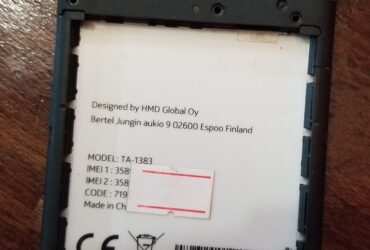 Designed by HMD Global Oy
Bertel Jungin aukio 9 02600 Espoo Finland
MODEL: TA-1383
IMEI 1 : 358
IMEI 2 : 358
CODE : 719
Made in Ch
CE